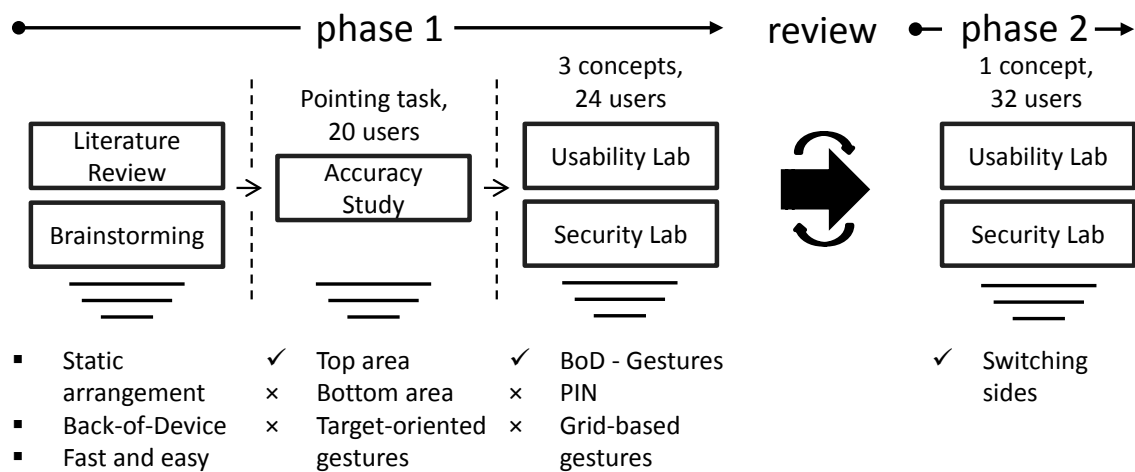 phase 1
review
phase 2
Literature
Review
Brainstorming
▪ Static
arrangement
▪ Back-of-Device
▪ Fast and easy
Pointing task,
20 users
Accuracy
Study
✓ Top area
× Bottom area
× Target-oriented
gestures
3 concepts,
24 users
Usability Lab
Security Lab
✓ BoD - Gestures
× PIN
× Grid-based
gestures
1 concept,
32 users
Usability Lab
Security Lab
✓ Switching
sides